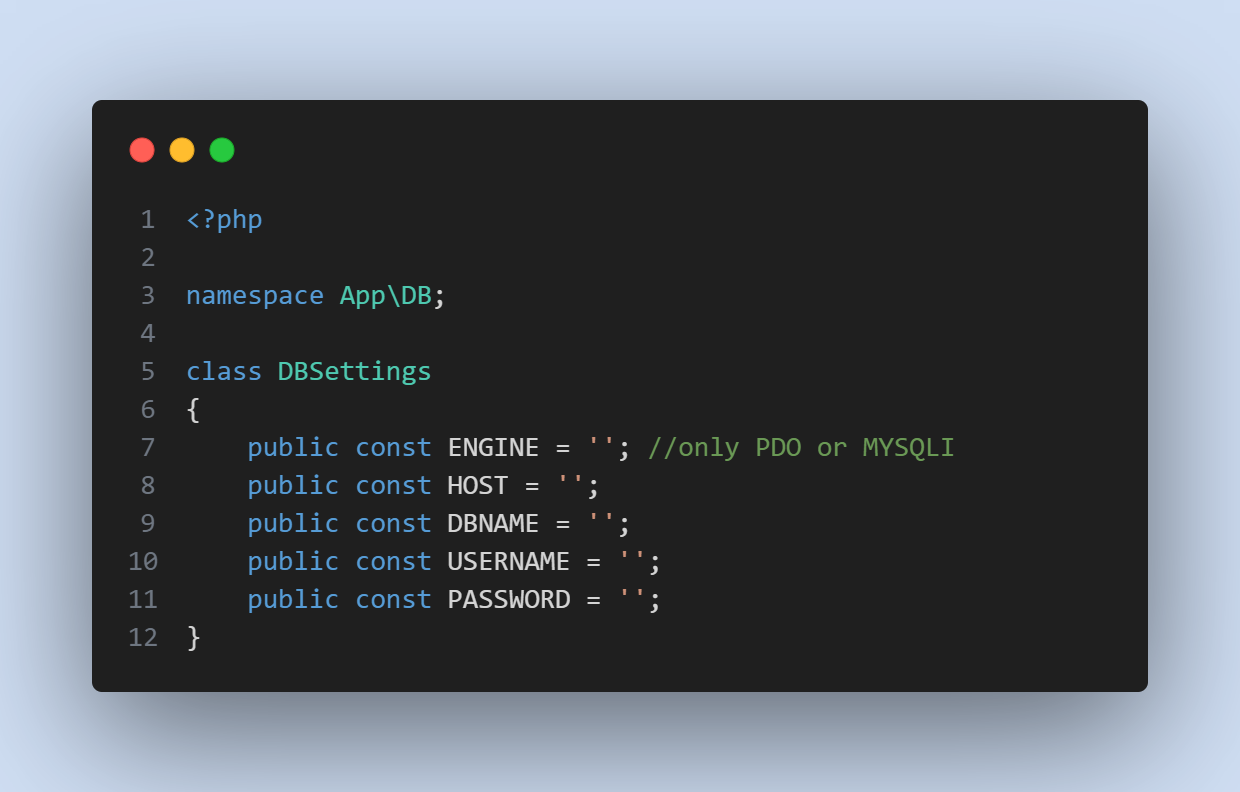 1 <?php
2
3 namespace App\DB;
4
5 class DBSettings
6 {
7     public const ENGINE = ''; //only PDO or MYSQLI
8     public const HOST = '';
9     public const DBNAME = '';
10     public const USERNAME = '';
11     public const PASSWORD = '';
12 }